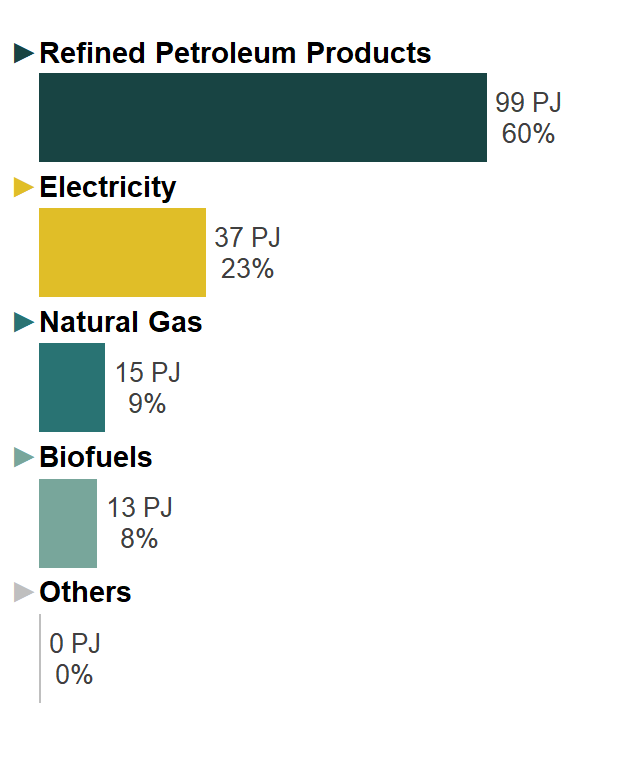 Refined Petroleum Products
99 PJ
60%
Electricity
37 PJ
23%
Natural Gas
15 PJ
9%
Biofuels
13 PJ
8%
Others
0 PJ
0%